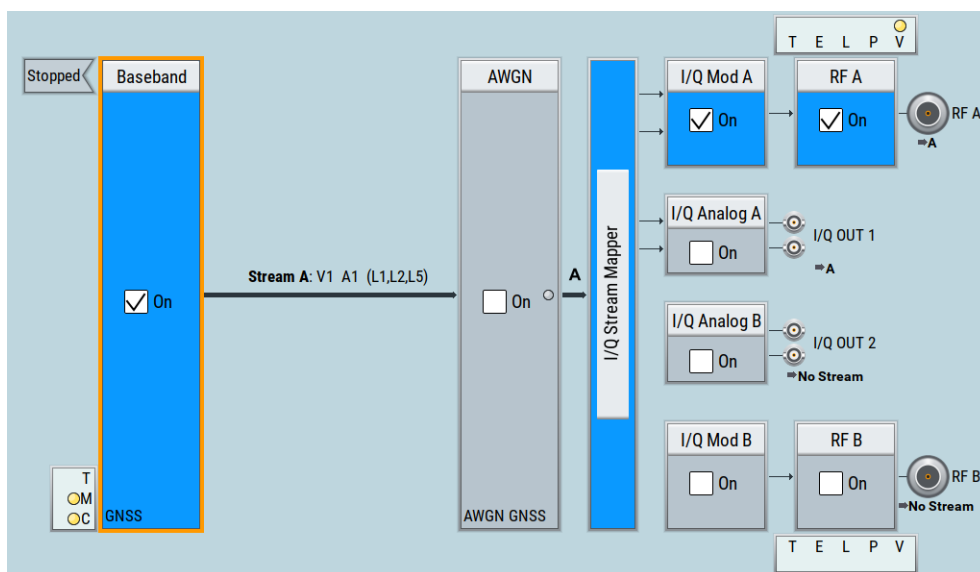 T E L P V
Stopped
Baseband
AWGN
I/Q Mod A
RF A
On
On
RF A
➡A
I/Q Analog A
I/Q OUT 1
On
➡A
Stream A: V1 A1 (L1,L2,L5)
A
On
On
I/Q Stream Mapper
I/Q Analog B
I/Q OUT 2
On
➡No Stream
I/Q Mod B
RF B
On
On
RF B
➡No Stream
T
M
C
GNSS
AWGN GNSS
T E L P V